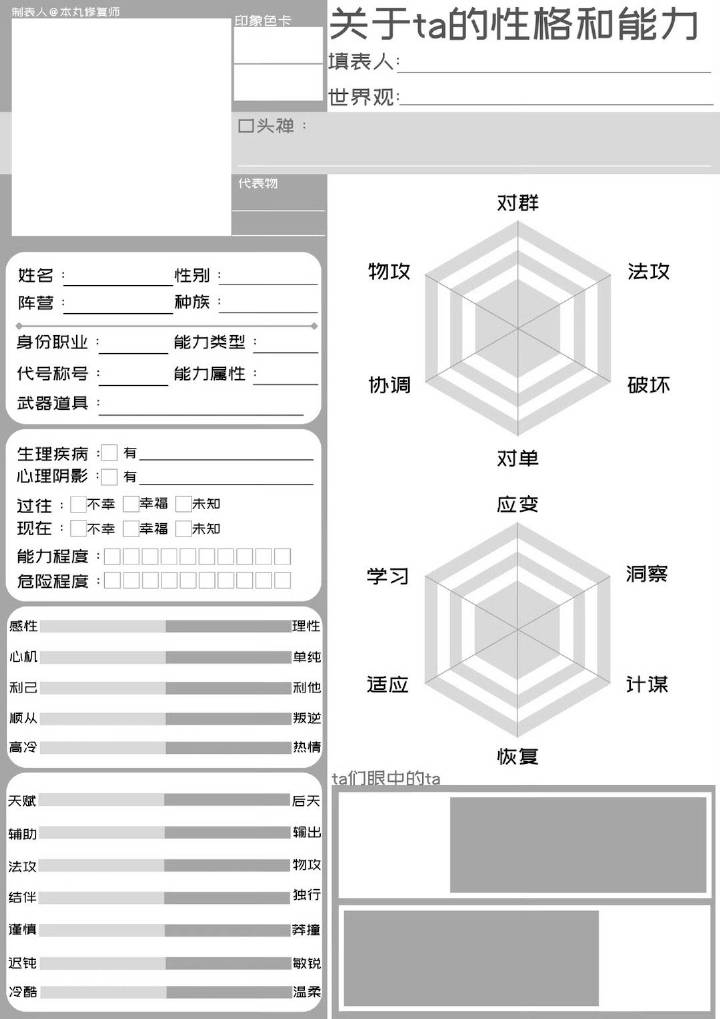 制表人@本丸修复师
印象色卡
关于ta的性格和能力
填表人:
世界观:
口头禅：
代表物
姓名：
性别：
阵营：
种族：
身份职业：
能力类型：
代号称号：
能力属性：
武器道具：
生理疾病：有
心理阴影：有
过往：不幸 幸福 未知
现在：不幸 幸福 未知
能力程度：
危险程度：
感性 理性
心机 单纯
利己 利他
顺从 叛逆
高冷 热情
天赋 后天
辅助 输出
法攻 物攻
结伴 独行
谨慎 莽撞
迟钝 敏锐
冷酷 温柔
对群
物攻 法攻
协调 破坏
对单
应变
学习 洞察
适应 计谋
恢复
ta们眼中的ta